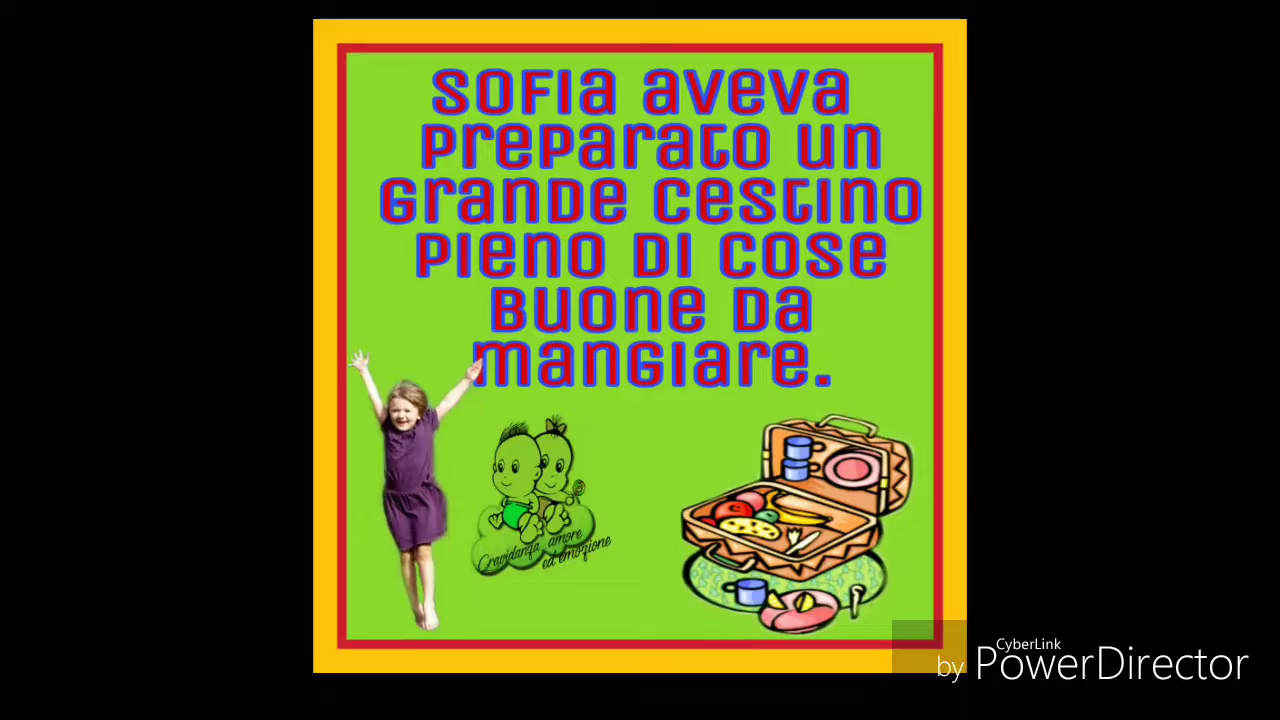 SOFIA AVEVA
PREPARATO UN
GRANDE CESTINO
PIENO DI COSE
BUONE DA
MANGIARE.
Gravidanza amore
ed emozione
CyberLink
by PowerDirector